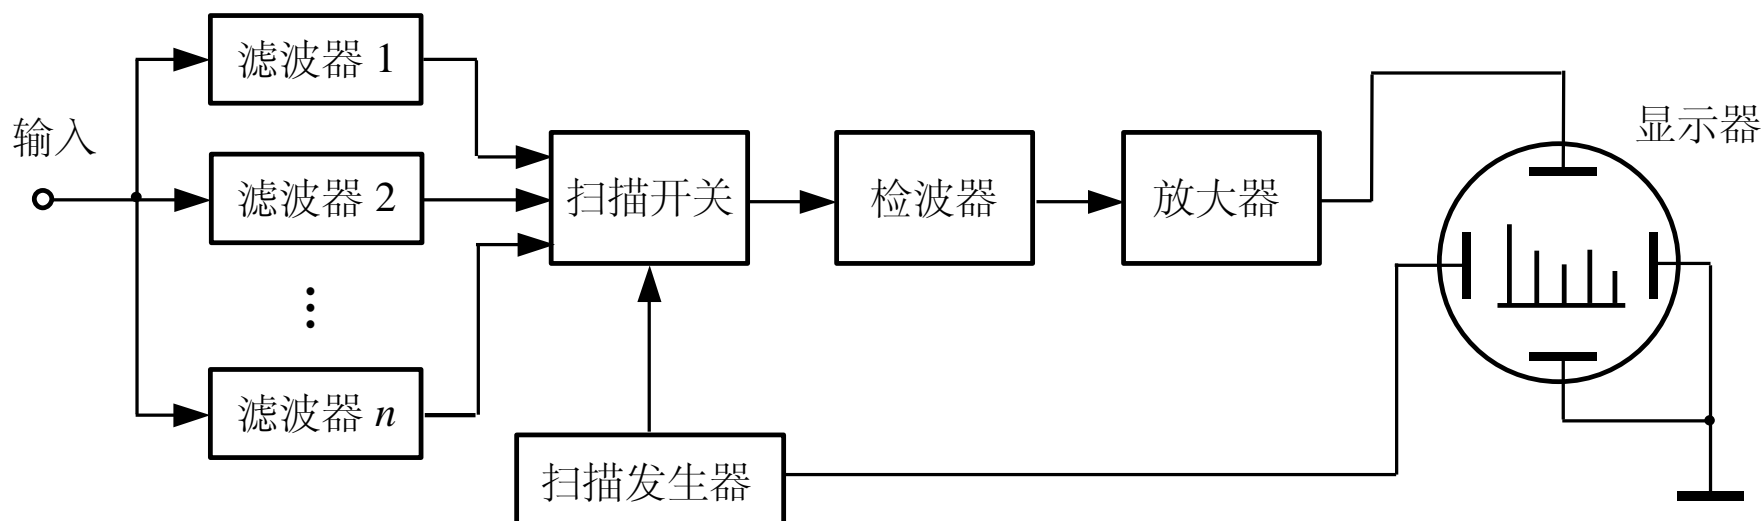 滤波器 1
输入
显示器
滤波器 2
扫描开关
检波器
放大器
滤波器 n
扫描发生器